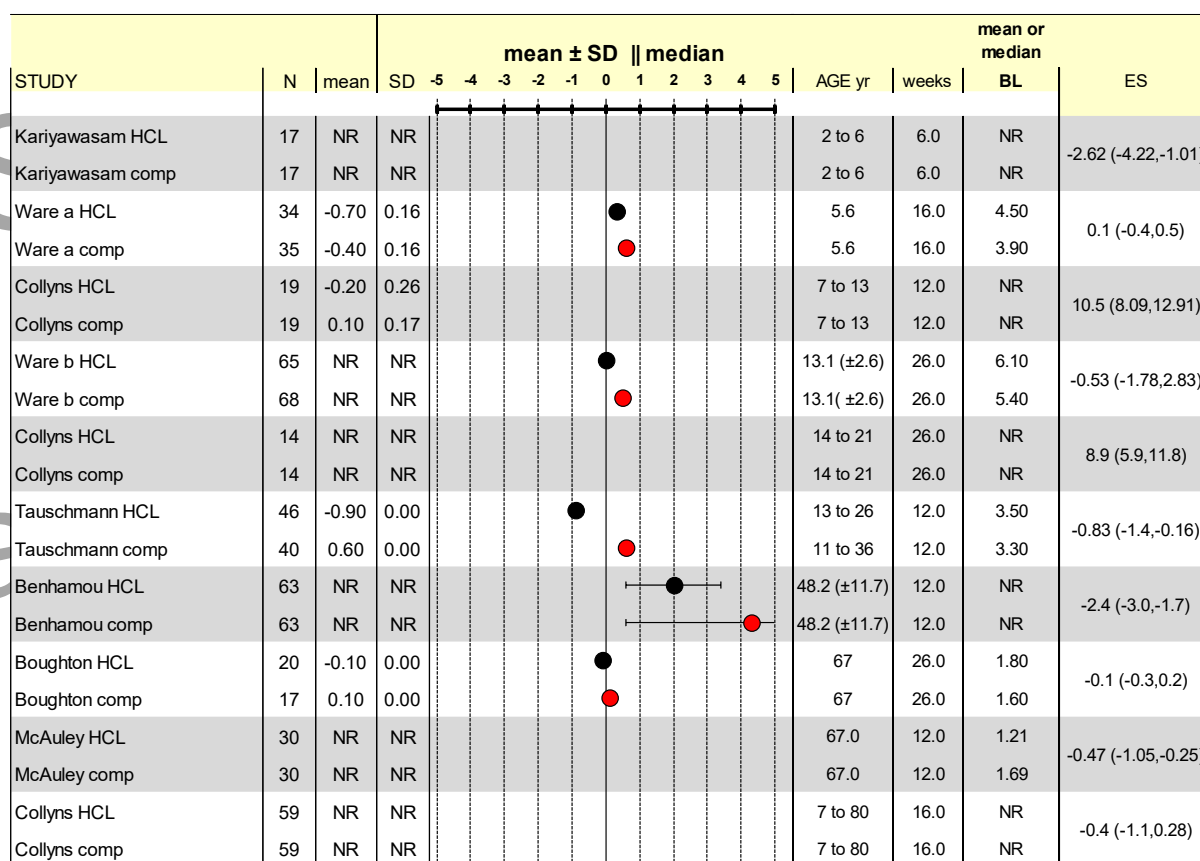 mean or
mean ± SD || median median
STUDY N mean SD -5 -4 -3 -2 -1 0 1 2 3 4 5 AGE yr weeks BL ES
Kariyawasam HCL 17 NR NR 2 to 6 6.0 NR
-2.62 (-4.22,-1.01)
Kariyawasam comp 17 NR NR 2 to 6 6.0 NR
Ware a HCL 34 -0.70 0.16 5.6 16.0 4.50
0.1 (-0.4,0.5)
Ware a comp 35 -0.40 0.16 5.6 16.0 3.90
Collyns HCL 19 -0.20 0.26 7 to 13 12.0 NR
10.5 (8.09,12.91)
Collyns comp 19 0.10 0.17 7 to 13 12.0 NR
Ware b HCL 65 NR NR 13.1 (±2.6) 26.0 6.10
-0.53 (-1.78,2.83)
Ware b comp 68 NR NR 13.1( ±2.6) 26.0 5.40
Collyns HCL 14 NR NR 14 to 21 26.0 NR
8.9 (5.9,11.8)
Collyns comp 14 NR NR 14 to 21 26.0 NR
Tauschmann HCL 46 -0.90 0.00 13 to 26 12.0 3.50
-0.83 (-1.4,-0.16)
Tauschmann comp 40 0.60 0.00 11 to 36 12.0 3.30
Benhamou HCL 63 NR NR 48.2 (±11.7) 12.0 NR
-2.4 (-3.0,-1.7)
Benhamou comp 63 NR NR 48.2 (±11.7) 12.0 NR
Boughton HCL 20 -0.10 0.00 67 26.0 1.80
-0.1 (-0.3,0.2)
Boughton comp 17 0.10 0.00 67 26.0 1.60
McAuley HCL 30 NR NR 67.0 12.0 1.21
-0.47 (-1.05,-0.25)
McAuley comp 30 NR NR 67.0 12.0 1.69
Collyns HCL 59 NR NR 7 to 80 16.0 NR
-0.4 (-1.1,0.28)
Collyns comp 59 NR NR 7 to 80 16.0 NR